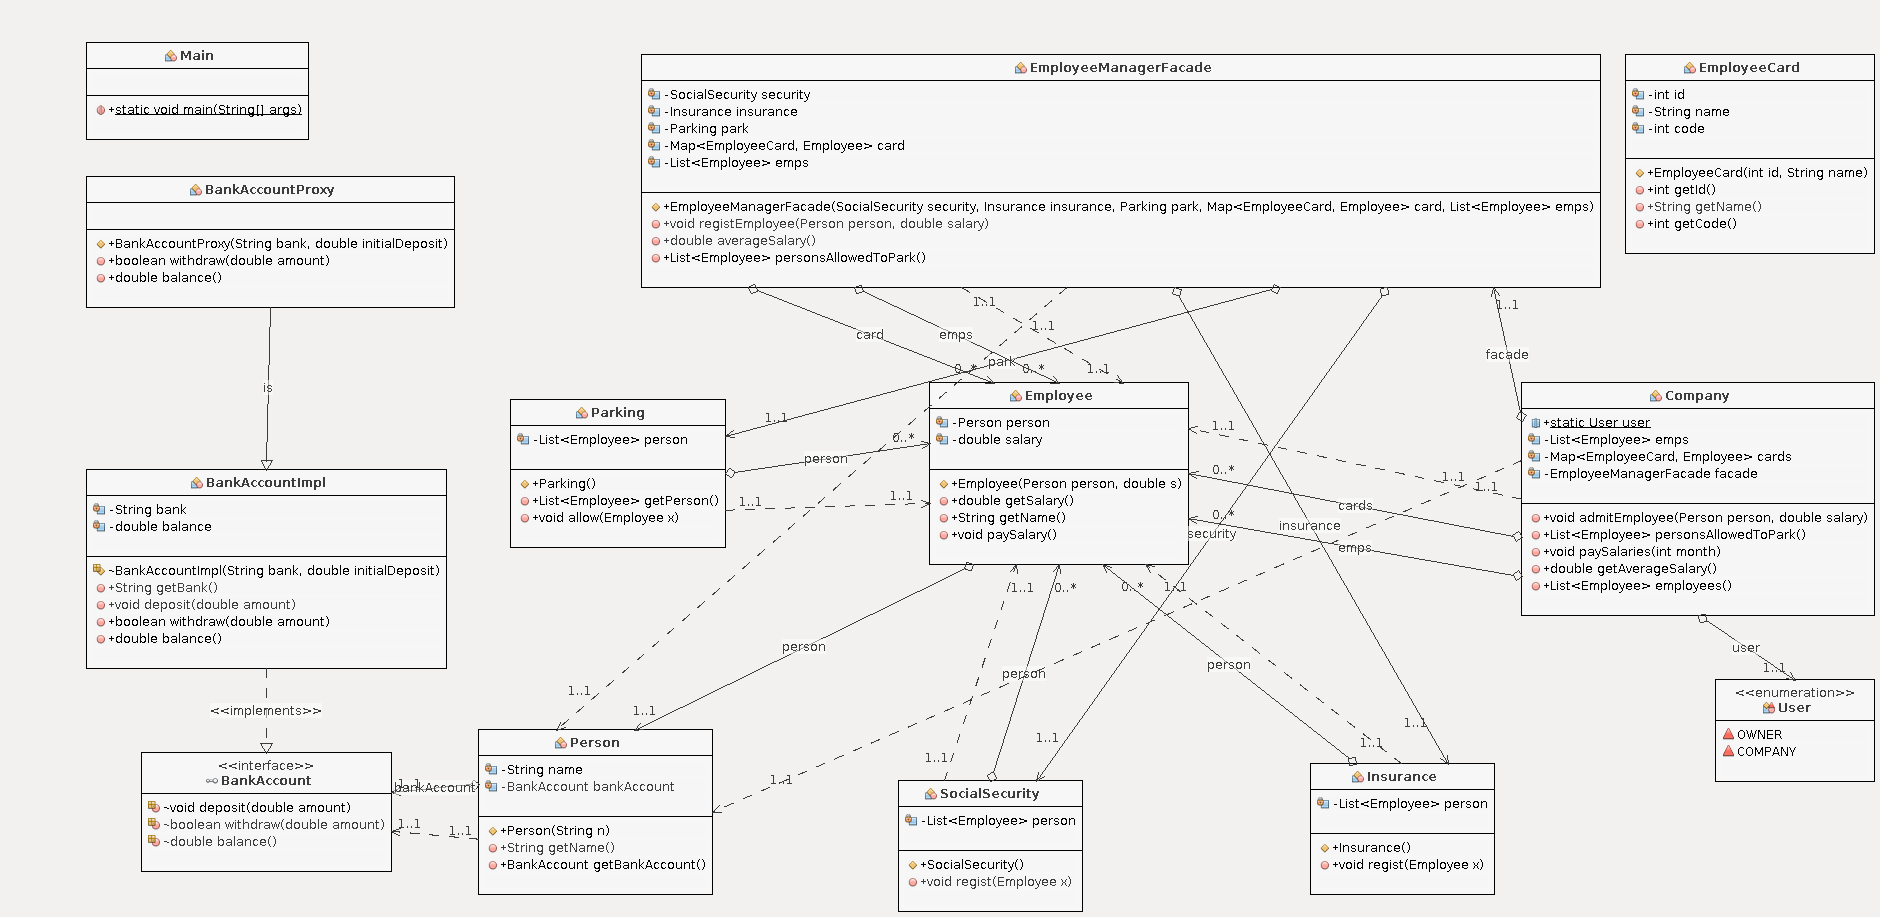 Main
+static void main(String[] args)
BankAccountProxy
+BankAccountProxy(String bank, double initialDeposit)
+boolean withdraw(double amount)
+double balance()
is
BankAccountImpl
-String bank
-double balance
~BankAccountImpl(String bank, double initialDeposit)
+String getBank()
+void deposit(double amount)
+boolean withdraw(double amount)
+double balance()
<<implements>>
<<interface>>
BankAccount
~void deposit(double amount)
~boolean withdraw(double amount)
~double balance()
1..1
bankAccount
1..1
1..1
EmployeeManagerFacade
-SocialSecurity security
-Insurance insurance
-Parking park
-Map<EmployeeCard, Employee> card
-List<Employee> emps
+EmployeeManagerFacade(SocialSecurity security, Insurance insurance, Parking park, Map<EmployeeCard, Employee> card, List<Employee> emps)
+void registEmployee(Person person, double salary)
+double averageSalary()
+List<Employee> personsAllowedToPark()
EmployeeCard
-int id
-String name
-int code
+EmployeeCard(int id, String name)
+int getId()
+String getName()
+int getCode()
1..1
1..1
1..1
card
emps
facade
park
0..*
0..*
1..1
Parking
-List<Employee> person
+Parking()
+List<Employee> getPerson()
+void allow(Employee x)
1..1
0..*
person
1..1
1..1
Employee
-Person person
-double salary
+Employee(Person person, double s)
+double getSalary()
+String getName()
+void paySalary()
1..1
0..*
0..*
1..1
1..1
cards
insurance
security
emps
Company
+static User user
-List<Employee> emps
-Map<EmployeeCard, Employee> cards
-EmployeeManagerFacade facade
+void admitEmployee(Person person, double salary)
+List<Employee> personsAllowedToPark()
+void paySalaries(int month)
+double getAverageSalary()
+List<Employee> employees()
1..1
0..*
0..*
1..1
person
person
person
user
1..1
1..1
1..1
1..1
1..1
1..1
1..1
1..1
1..1
<<enumeration>>
User
OWNER
COMPANY
Person
-String name
-BankAccount bankAccount
+Person(String n)
+String getName()
+BankAccount getBankAccount()
SocialSecurity
-List<Employee> person
+SocialSecurity()
+void regist(Employee x)
Insurance
-List<Employee> person
+Insurance()
+void regist(Employee x)